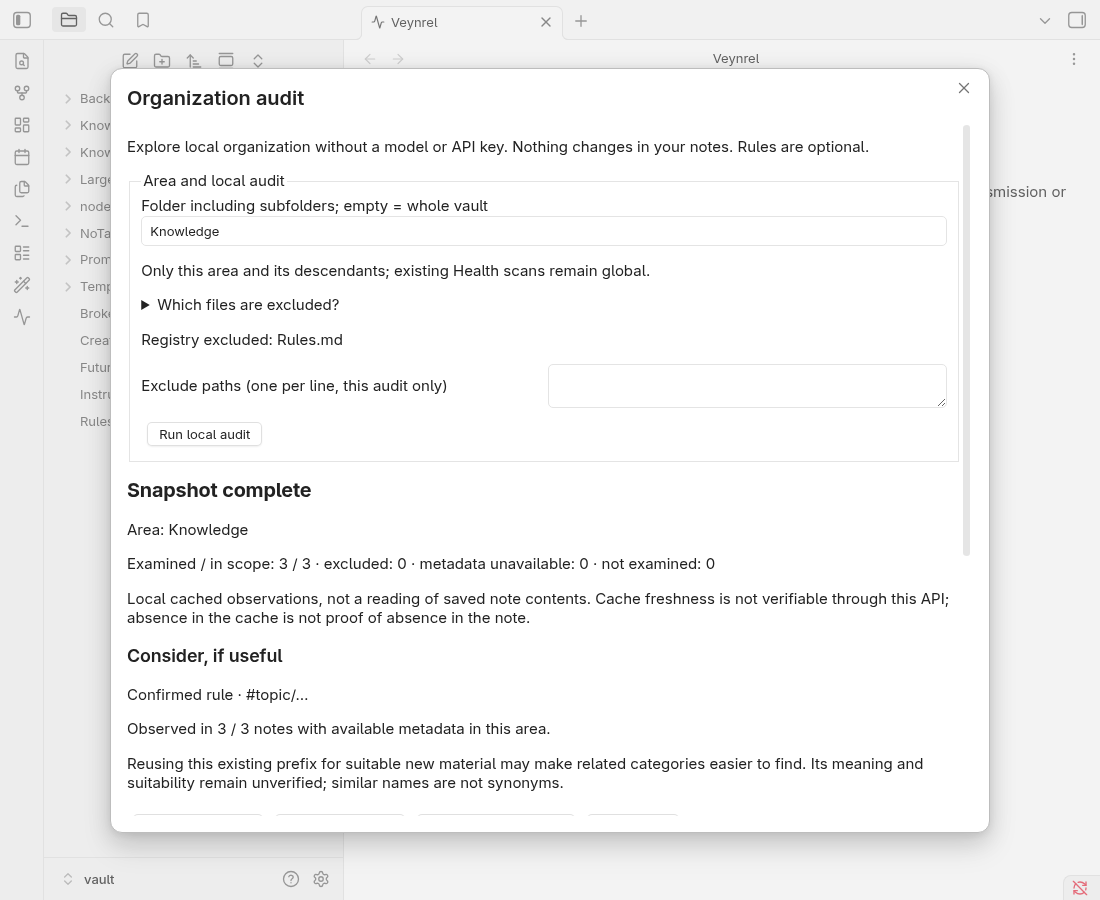 Veynrel
Veynrel
Back
Know
Know
Large
node
NoTa
Prom
Temp
Broke
Crea
Futur
Instru
Rules
smission or
Organization audit
Explore local organization without a model or API key. Nothing changes in your notes. Rules are optional.
Area and local audit
Folder including subfolders; empty = whole vault
Knowledge
Only this area and its descendants; existing Health scans remain global.
Which files are excluded?
Registry excluded: Rules.md
Exclude paths (one per line, this audit only)
Run local audit
Snapshot complete
Area: Knowledge
Examined / in scope: 3 / 3 · excluded: 0 · metadata unavailable: 0 · not examined: 0
Local cached observations, not a reading of saved note contents. Cache freshness is not verifiable through this API;
absence in the cache is not proof of absence in the note.
Consider, if useful
Confirmed rule · #topic/…
Observed in 3 / 3 notes with available metadata in this area.
Reusing this existing prefix for suitable new material may make related categories easier to find. Its meaning and
suitability remain unverified; similar names are not synonyms.
vault